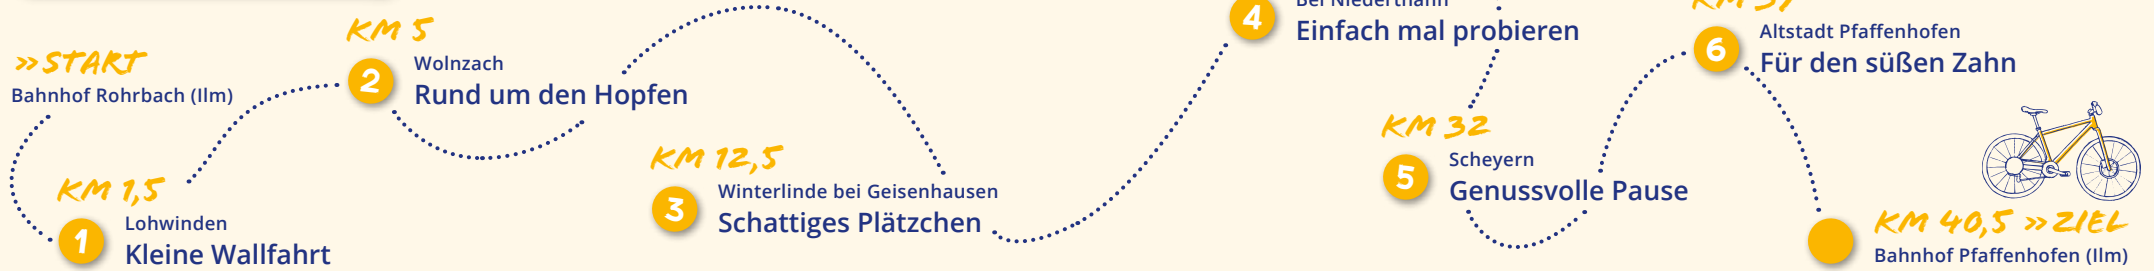 »START
Bahnhof Rohrbach (Ilm)
KM 1,5
1
Lohwinden
Kleine Wallfahrt
KM 5
2
Wolnzach
Rund um den Hopfen
KM 12,5
3
Winterlinde bei Geisenhausen
Schattiges Plätzchen
4
Bei Niederthann
Einfach mal probieren
KM 32
5
Scheyern
Genussvolle Pause
6
Altstadt Pfaffenhofen
Für den süßen Zahn
KM 40,5 »ZIEL
Bahnhof Pfaffenhofen (Ilm)